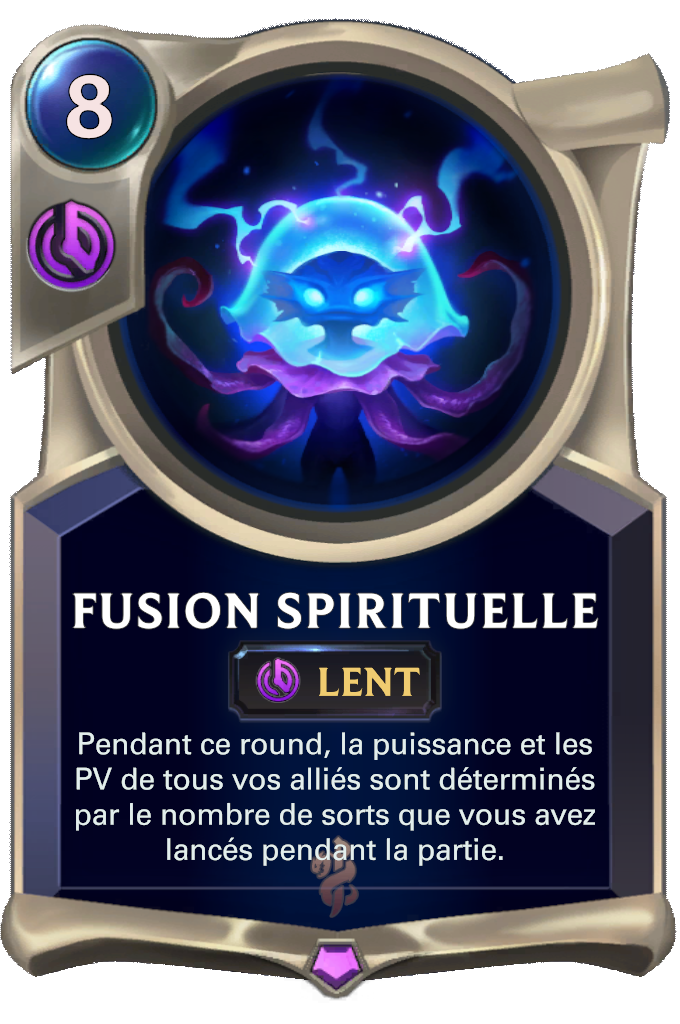 8
FUSION SPIRITUELLE
LENT
Pendant ce round, la puissance et les
PV de tous vos alliés sont déterminés
par le nombre de sorts que vous avez
lancés pendant la partie.